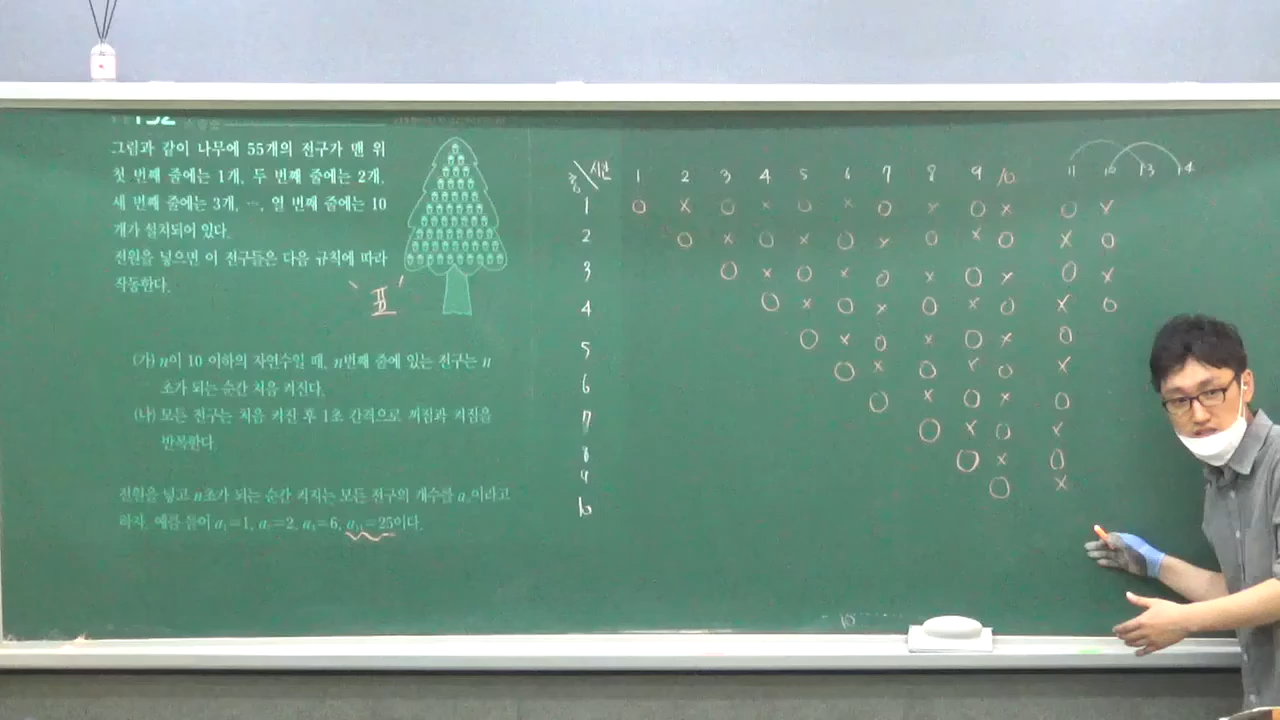 152
그림과 같이 나무에 55개의 전구가 맨 위
첫 번째 줄에는 1개, 두 번째 줄에는 2개,
세 번째 줄에는 3개, …, 열 번째 줄에는 10
개가 설치되어 있다.
전원을 넣으면 이 전구들은 다음 규칙에 따라
작동한다.
표
(가) n이 10 이하의 자연수일 때, n번째 줄에 있는 전구는 n
초가 되는 순간 처음 켜진다.
(나) 모든 전구는 처음 켜진 후 1초 간격으로 꺼짐과 켜짐을
반복한다.
전원을 넣고 n초가 되는 순간 켜지는 모든 전구의 개수를 aₙ이라고
하자. 예를 들어 a₁=1, a₂=2, a₄=6, a₁₁=25이다.
줄\시간 1 2 3 4 5 6 7 8 9 10 11 13 14
1 O X O X O X O X O X O X
2 O X O X O X O X O X O
3 O X O X O X O X O X
4 O X O X O X O X O
5 O X O X O X O
6 O X O X O X
7 O X O X O
8 O X O X
9 O X O
10 O X
10